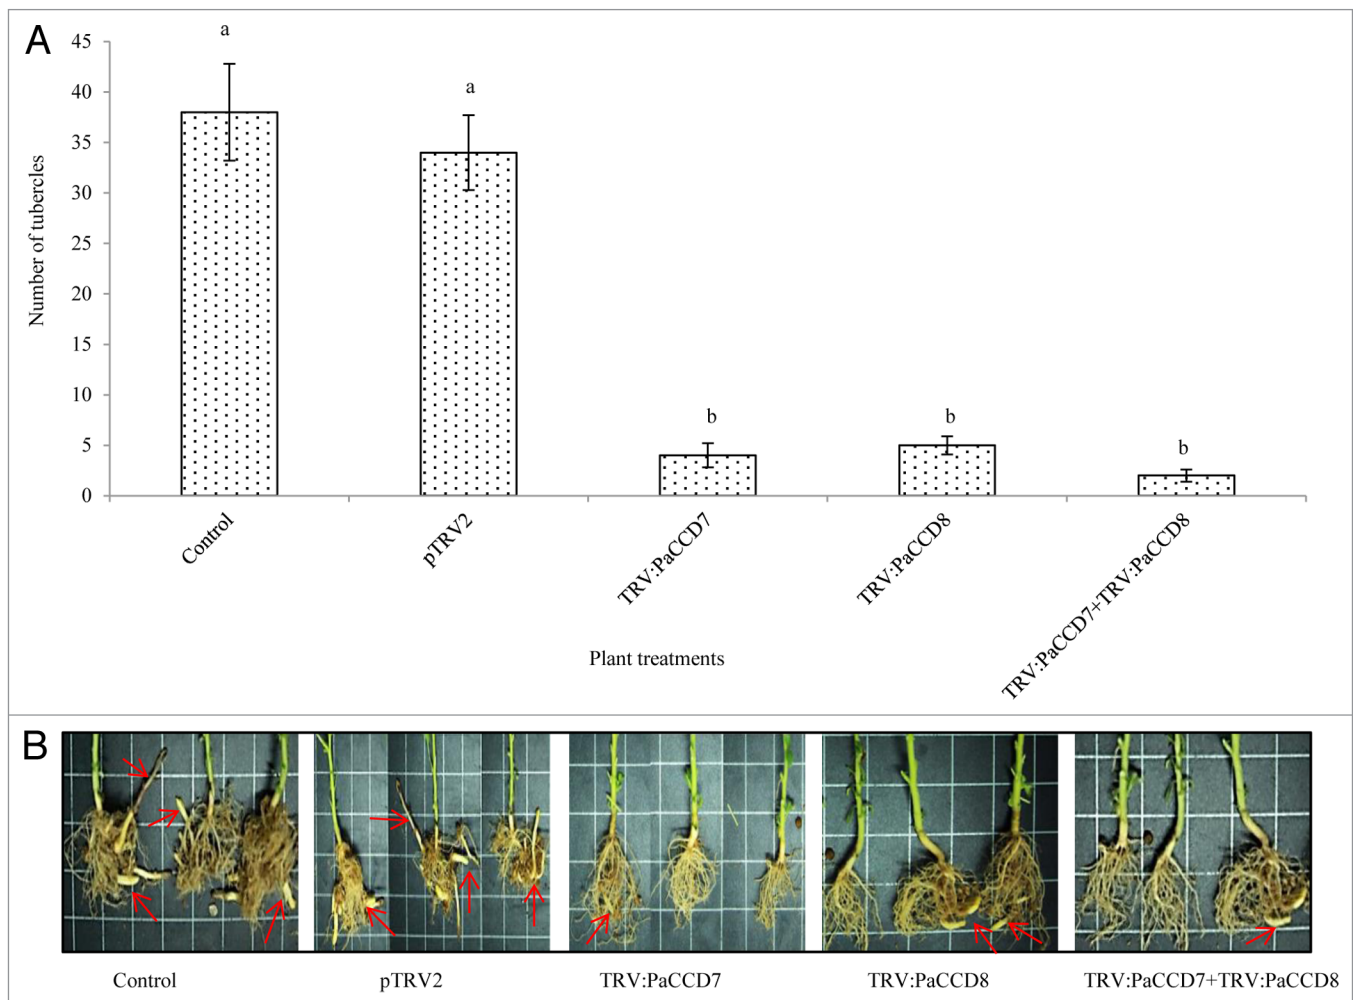 A
45
40
35
30
25
20
15
10
5
0
Number of tubercles
a
a
b
b
b
Control
pTRV2
TRV:PaCCD7
TRV:PaCCD8
TRV:PaCCD7+TRV:PaCCD8
Plant treatments
B
Control
pTRV2
TRV:PaCCD7
TRV:PaCCD8
TRV:PaCCD7+TRV:PaCCD8